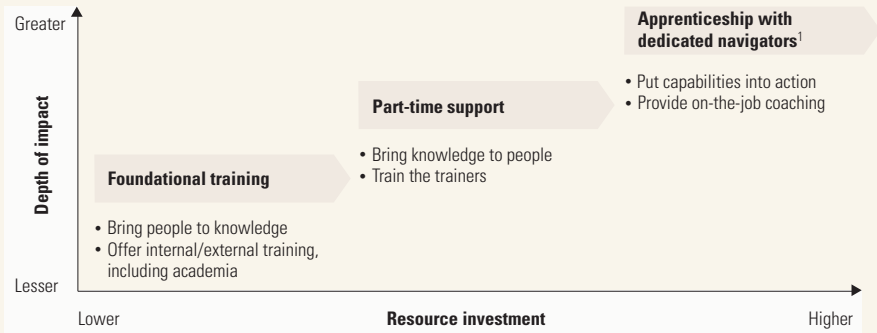 Greater
Apprenticeship with
dedicated navigators¹
• Put capabilities into action
• Provide on-the-job coaching
Part-time support
• Bring knowledge to people
• Train the trainers
Depth of impact
Foundational training
• Bring people to knowledge
• Offer internal/external training,
including academia
Lesser
Lower
Resource investment
Higher